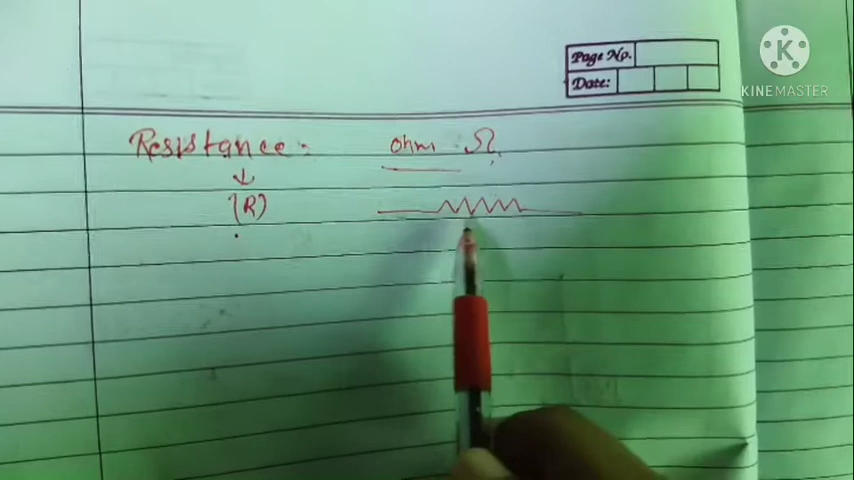 Page No.
Date:
K
KINEMASTER
Resistance : ohm Ω
(R)